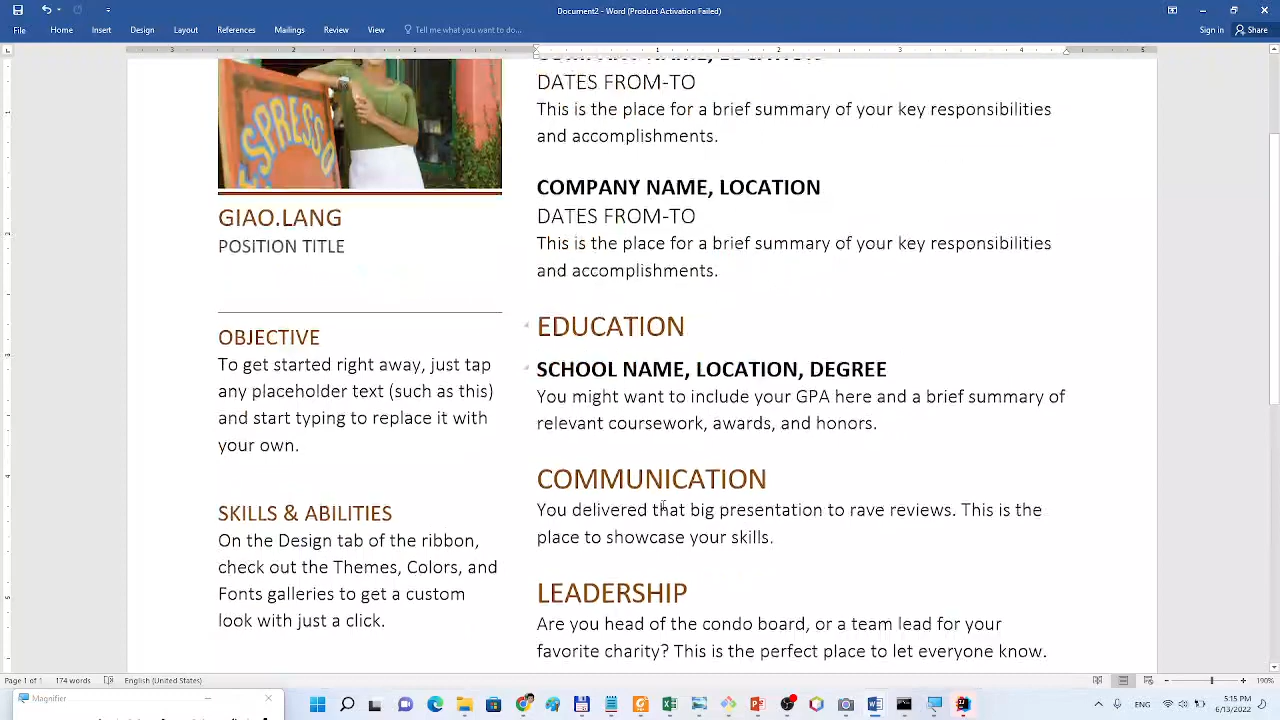 Document2 - Word (Product Activation Failed)
File Home Insert Design Layout References Mailings Review View Tell me what you want to do... Sign in Share
SPRESSO
GIAO.LANG
POSITION TITLE
OBJECTIVE
To get started right away, just tap
any placeholder text (such as this)
and start typing to replace it with
your own.
SKILLS & ABILITIES
On the Design tab of the ribbon,
check out the Themes, Colors, and
Fonts galleries to get a custom
look with just a click.
COMPANY NAME, LOCATION
DATES FROM-TO
This is the place for a brief summary of your key responsibilities
and accomplishments.
COMPANY NAME, LOCATION
DATES FROM-TO
This is the place for a brief summary of your key responsibilities
and accomplishments.
EDUCATION
SCHOOL NAME, LOCATION, DEGREE
You might want to include your GPA here and a brief summary of
relevant coursework, awards, and honors.
COMMUNICATION
You delivered that big presentation to rave reviews. This is the
place to showcase your skills.
LEADERSHIP
Are you head of the condo board, or a team lead for your
favorite charity? This is the perfect place to let everyone know.
Page 1 of 1 174 words English (United States) 190%
Magnifier
5:15 PM
6/13/2022